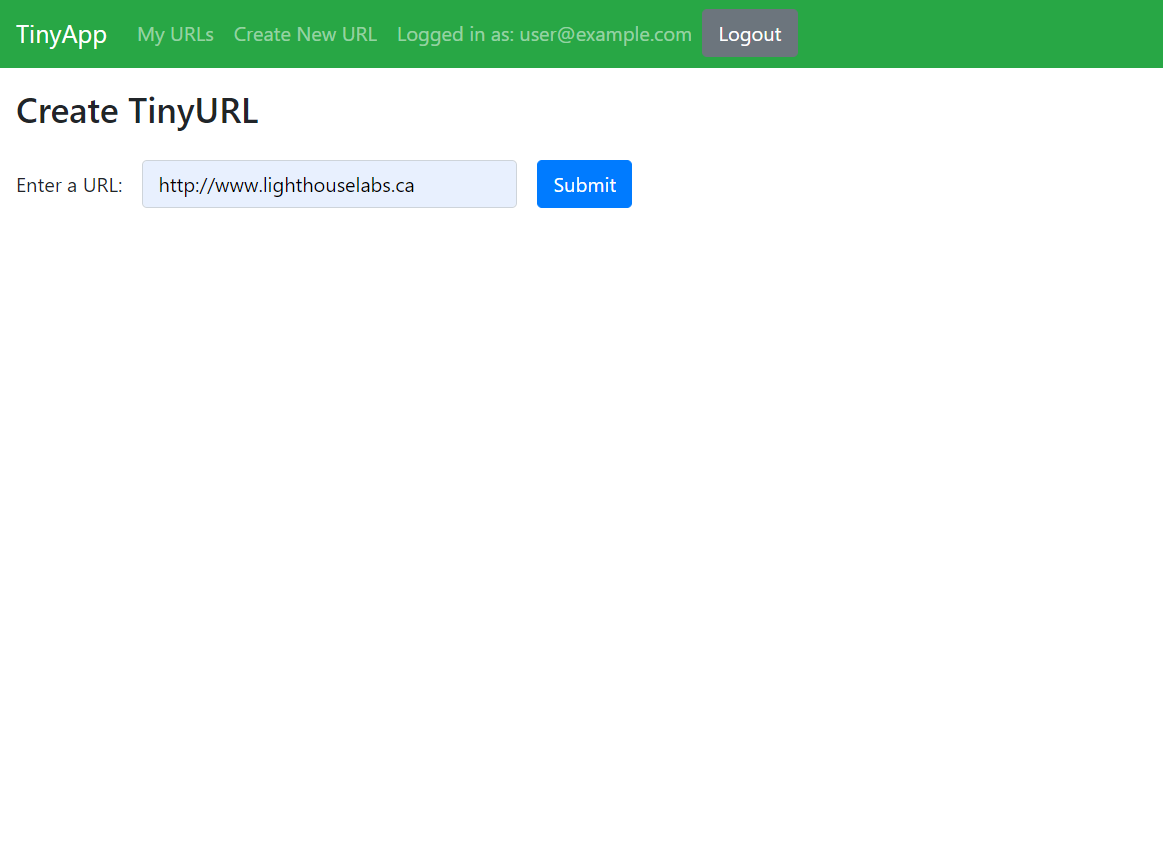 TinyApp My URLs Create New URL Logged in as: user@example.com Logout
Create TinyURL
Enter a URL: http://www.lighthouselabs.ca Submit